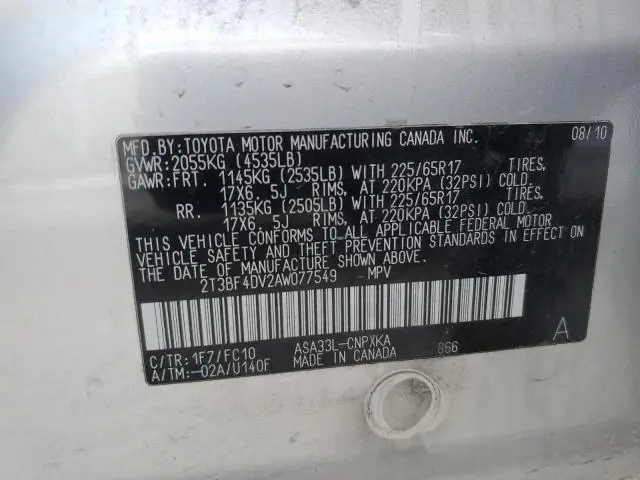 MFD.BY:TOYOTA MOTOR MANUFACTURING CANADA INC. 08/10
GVWR:2055KG (4535LB)
GAWR:FRT. 1145KG (2535LB) WITH 225/65R17 TIRES,
17X6.5J RIMS, AT 220KPA (32PSI) COLD
RR. 1135KG (2505LB) WITH 225/65R17 TIRES,
17X6.5J RIMS, AT 220KPA (32PSI) COLD
THIS VEHICLE CONFORMS TO ALL APPLICABLE FEDERAL MOTOR
VEHICLE SAFETY AND THEFT PREVENTION STANDARDS IN EFFECT ON
THE DATE OF MANUFACTURE SHOWN ABOVE.
2T3BF4DV2AW077549 MPV
C/TR:1F7/FC10 ASA33L-CNPXKA 866 A
A/TM:-02A/U140F MADE IN CANADA